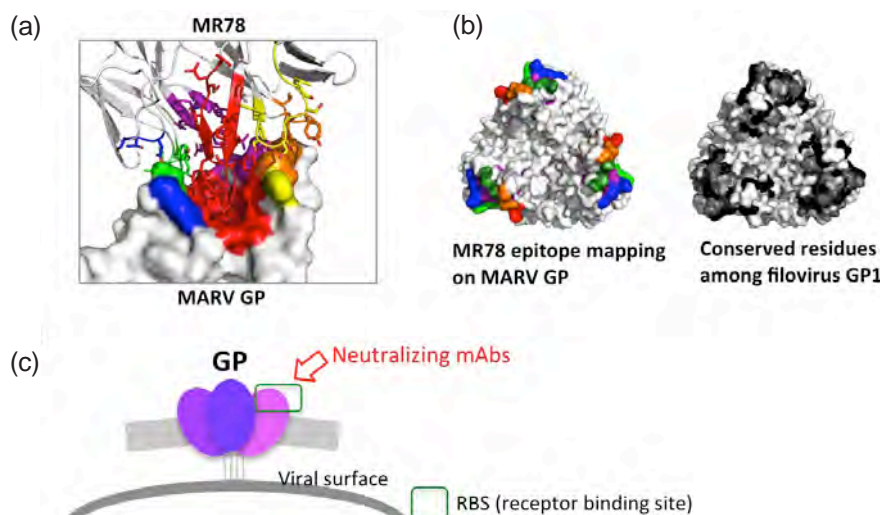 (a)
MR78
MARV GP
(b)
MR78 epitope mapping
on MARV GP
Conserved residues
among filovirus GP1
(c)
GP
Neutralizing mAbs
Viral surface
RBS (receptor binding site)